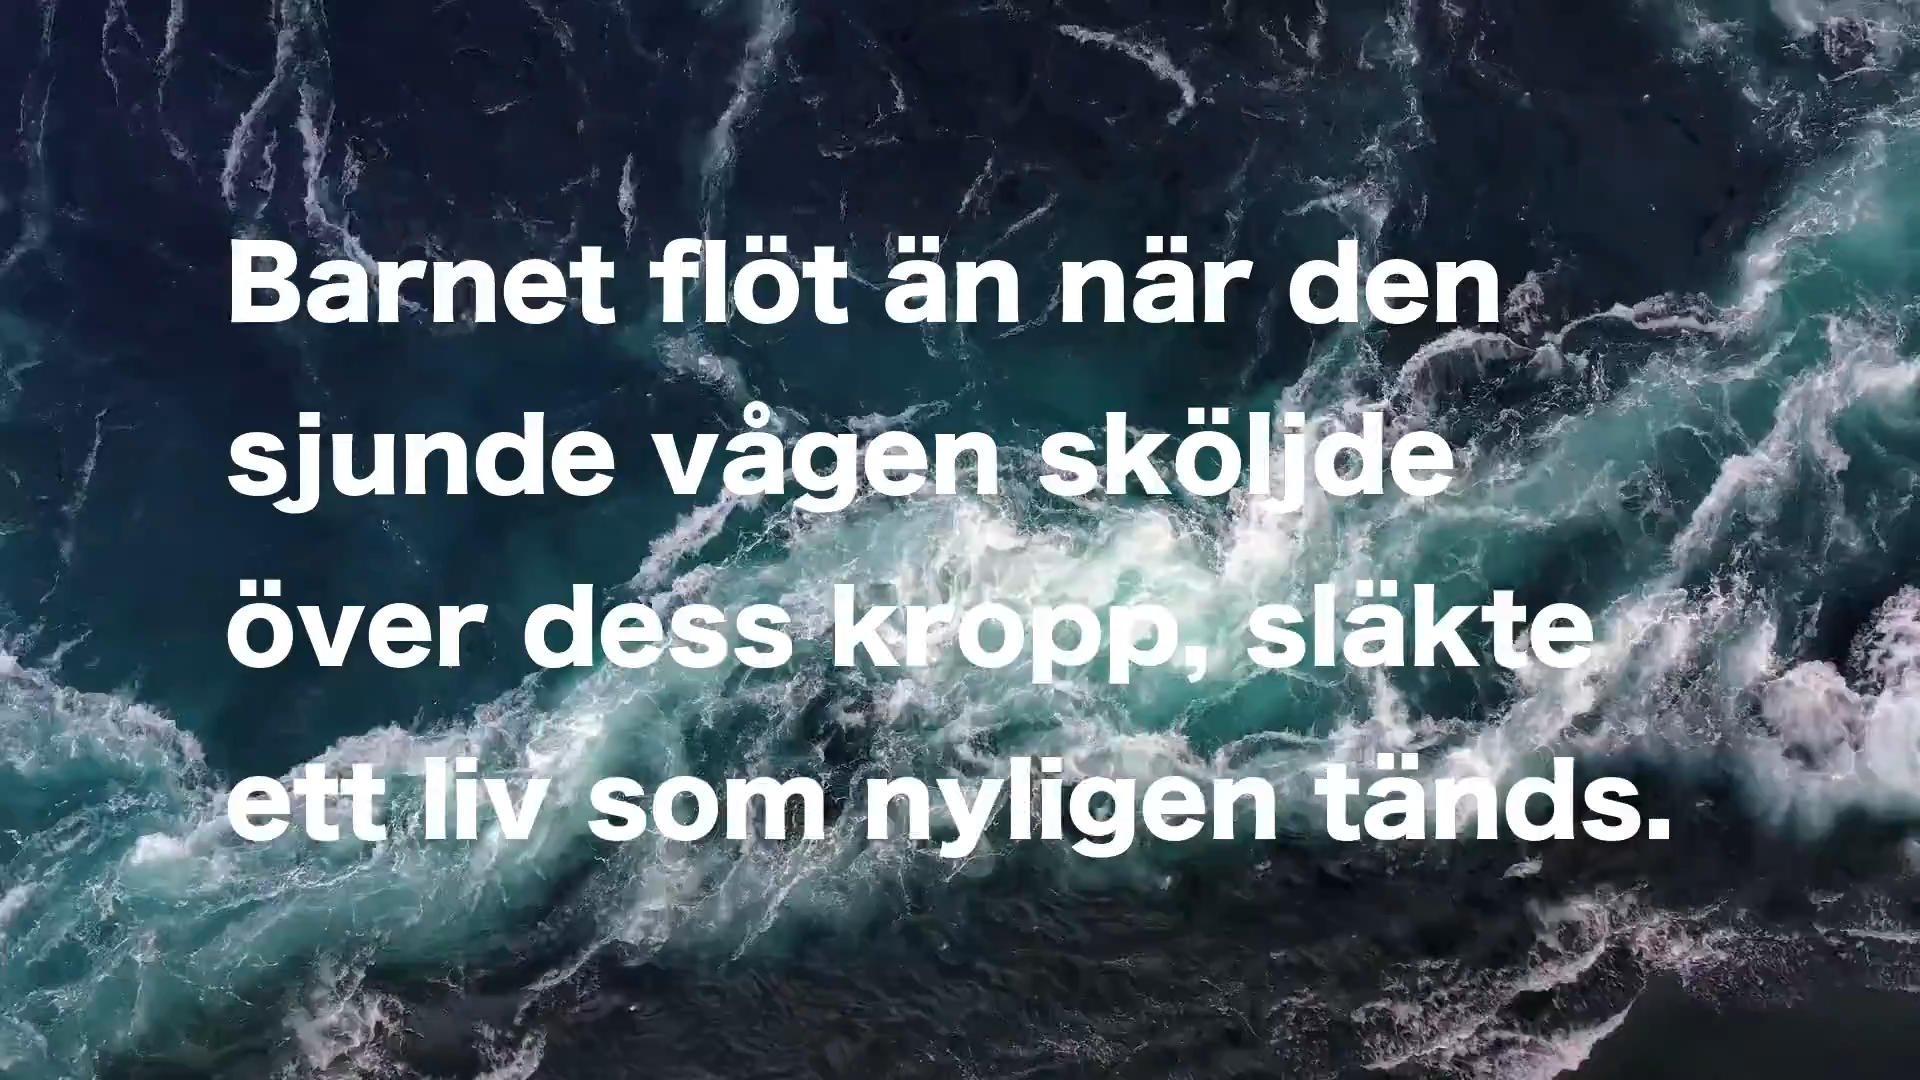 Barnet flöt än när den
sjunde vågen sköljde
över dess kropp, släkte
ett liv som nyligen tänds.